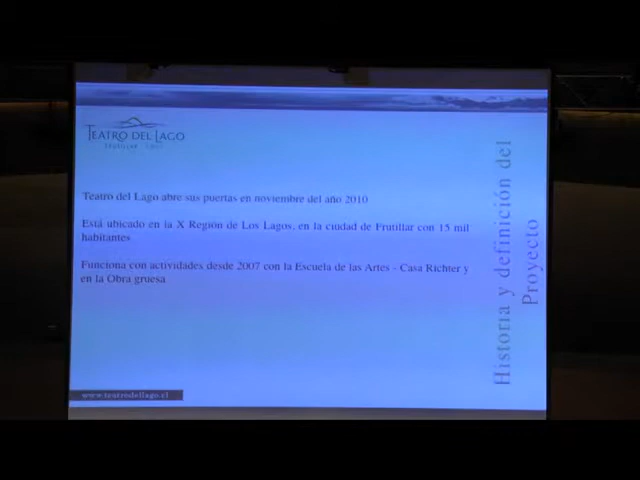 TEATRO DEL LAGO
FRUTILLAR
Teatro del Lago abre sus puertas en noviembre del año 2010
Está ubicado en la X Región de Los Lagos, en la ciudad de Frutillar con 15 mil
habitantes
Funciona con actividades desde 2007 con la Escuela de las Artes - Casa Richter y
en la Obra gruesa
Historia y definición del
Proyecto
www.teatrodellago.cl